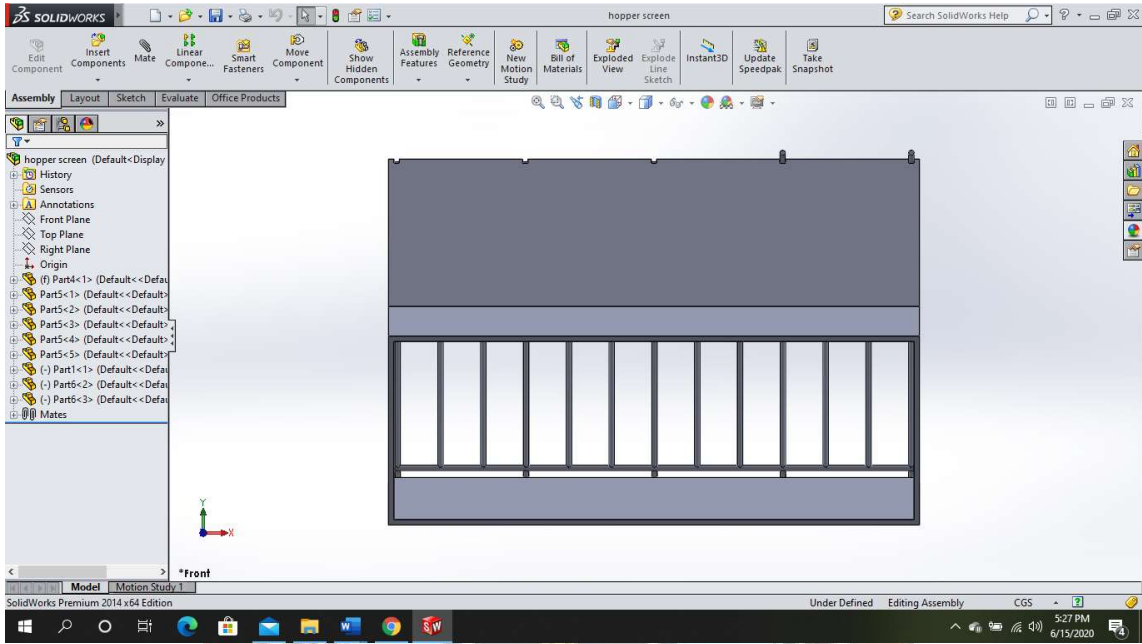 SOLIDWORKS
hopper screen
Search SolidWorks Help
Edit Component
Insert Components
Mate
Linear Compone...
Smart Fasteners
Move Component
Show Hidden Components
Assembly Features
Reference Geometry
New Motion Study
Bill of Materials
Exploded View
Explode Line Sketch
Instant3D
Update Speedpak
Take Snapshot
Assembly Layout Sketch Evaluate Office Products
hopper screen (Default<Display
History
Sensors
A Annotations
Front Plane
Top Plane
Right Plane
Origin
(f) Part4<1> (Default<<Defau
Part5<1> (Default<<Default>
Part5<2> (Default<<Default>
Part5<3> (Default<<Default>
Part5<4> (Default<<Default>
Part5<5> (Default<<Default>
(-) Part1<1> (Default<<Defau
(-) Part6<2> (Default<<Defau
(-) Part6<3> (Default<<Defau
Mates
Y
X
*Front
Model Motion Study 1
SolidWorks Premium 2014 x64 Edition
Under Defined Editing Assembly CGS
5:27 PM
6/15/2020